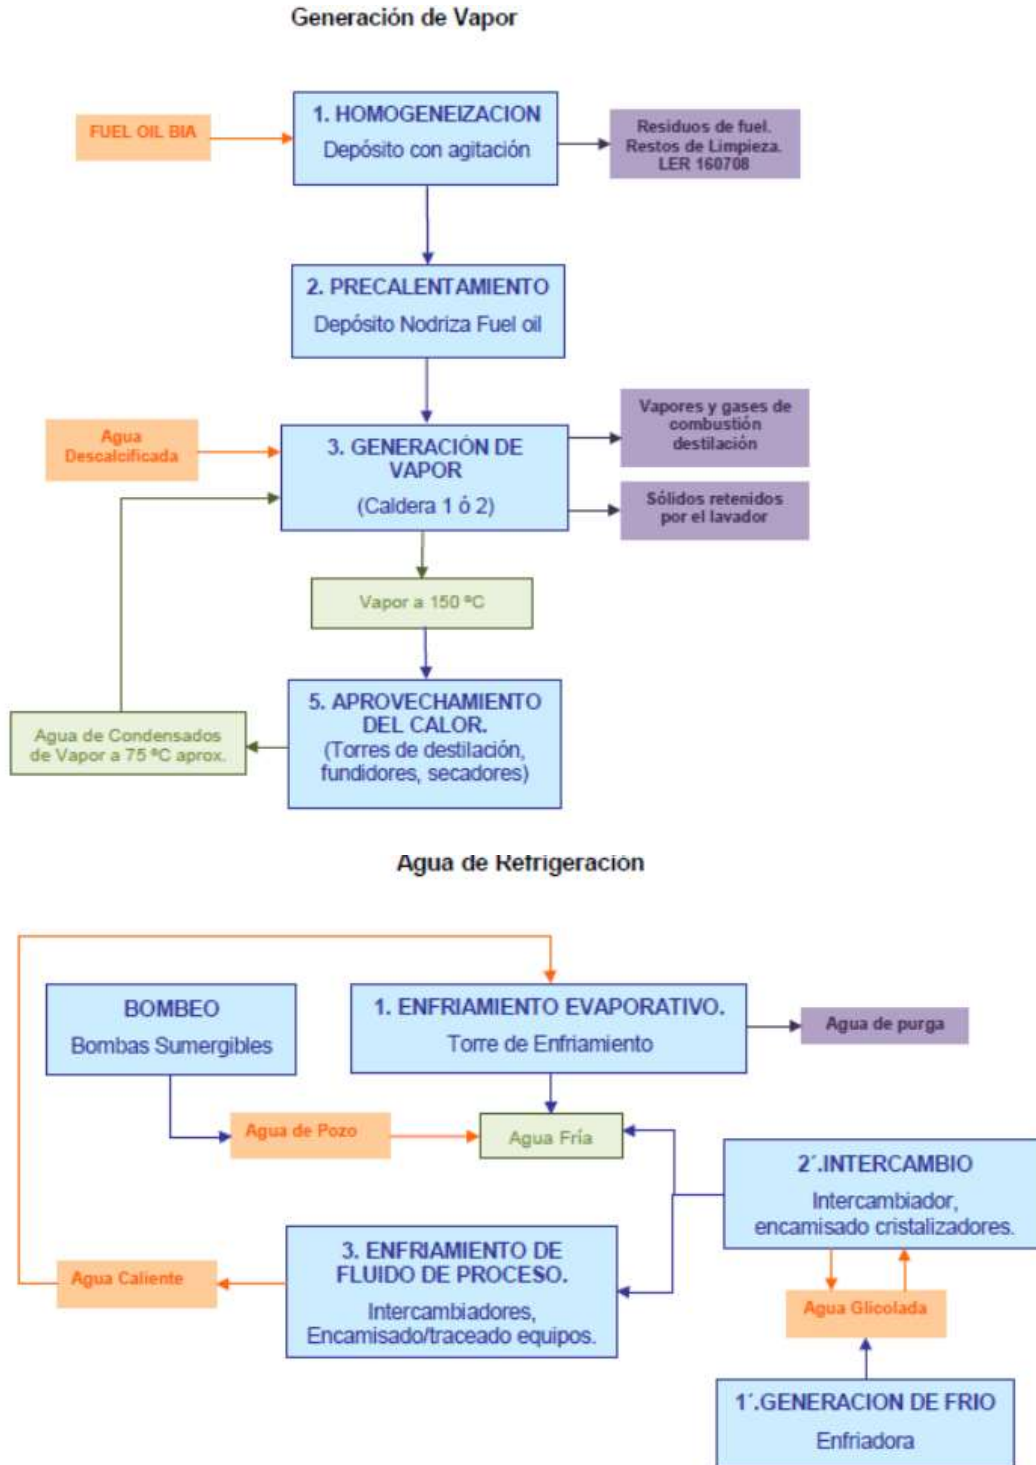 Generación de Vapor
1. HOMOGENEIZACION
Depósito con agitación
FUEL OIL BIA
Residuos de fuel.
Restos de Limpieza.
LER 160708
2. PRECALENTAMIENTO
Depósito Nodriza Fuel oil
Agua
Descalcificada
3. GENERACIÓN DE
VAPOR
(Caldera 1 ó 2)
Vapores y gases de
combustión
destilación
Sólidos retenidos
por el lavador
Vapor a 150 ºC
5. APROVECHAMIENTO
DEL CALOR.
(Torres de destilación,
fundidores, secadores)
Agua de Condensados
de Vapor a 75 ºC aprox.
Agua de Refrigeración
BOMBEO
Bombas Sumergibles
1. ENFRIAMIENTO EVAPORATIVO.
Torre de Enfriamiento
Agua de purga
Agua de Pozo
Agua Fría
2´.INTERCAMBIO
Intercambiador,
encamisado cristalizadores.
Agua Caliente
3. ENFRIAMIENTO DE
FLUIDO DE PROCESO.
Intercambiadores,
Encamisado/traceado equipos.
Agua Glicolada
1´.GENERACION DE FRIO
Enfriadora